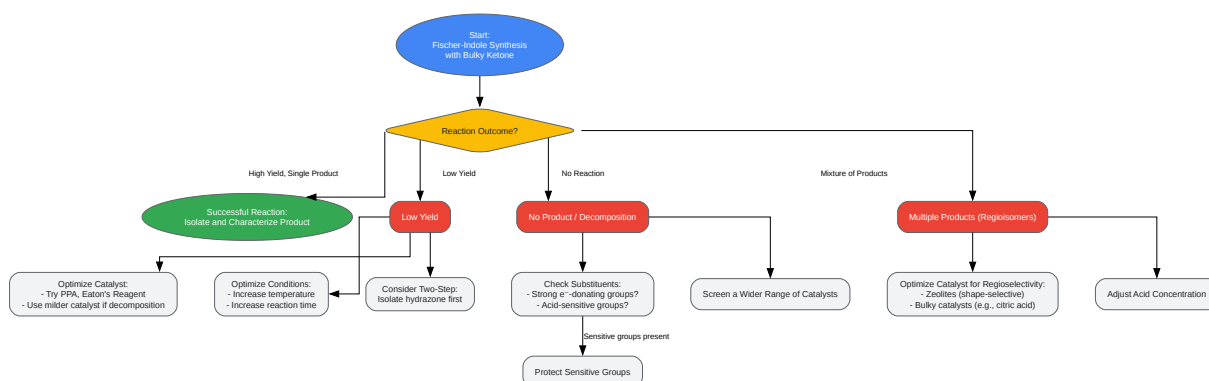 Start:
Fischer-Indole Synthesis
with Bulky Ketone
Reaction Outcome?
High Yield, Single Product
Low Yield
No Reaction
Mixture of Products
Successful Reaction:
Isolate and Characterize Product
Low Yield
No Product / Decomposition
Multiple Products (Regioisomers)
Optimize Catalyst:
- Try PPA, Eaton's Reagent
- Use milder catalyst if decomposition
Optimize Conditions:
- Increase temperature
- Increase reaction time
Consider Two-Step:
Isolate hydrazone first
Check Substituents:
- Strong e⁻-donating groups?
- Acid-sensitive groups?
Screen a Wider Range of Catalysts
Optimize Catalyst for Regioselectivity:
- Zeolites (shape-selective)
- Bulky catalysts (e.g., citric acid)
Adjust Acid Concentration
Sensitive groups present
Protect Sensitive Groups